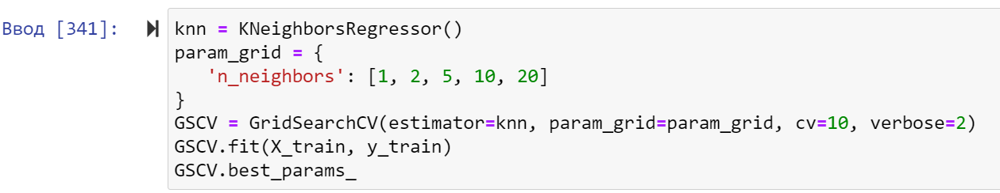 Ввод [341]: knn = KNeighborsRegressor()
param_grid = {
   'n_neighbors': [1, 2, 5, 10, 20]
}
GSCV = GridSearchCV(estimator=knn, param_grid=param_grid, cv=10, verbose=2)
GSCV.fit(X_train, y_train)
GSCV.best_params_